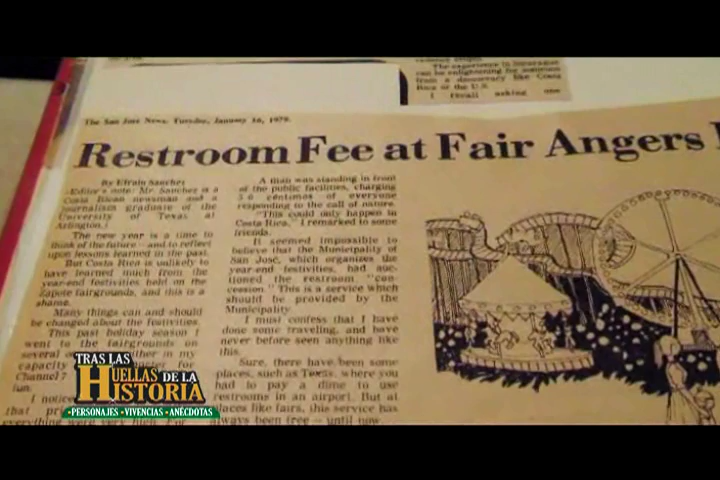 The experience in Nicaragua
can be enlightening for someone
from a democracy like Costa
Rica or the U.S.
I recall asking one
The San Jose News, Tuesday, January 16, 1979.
Restroom Fee at Fair Angers
By Efrain Sanchez
(Editor's note: Mr. Sanchez is a
Costa Rican newsman and a
journalism graduate of the
University of Texas at
Arlington.)
The new year is a time to
think of the future — and to reflect
upon lessons learned in the past.
But Costa Rica is unlikely to
have learned much from the
year-end festivities held on the
Zapote fairgrounds, and this is a
shame.
Many things can and should
be changed about the festivities.
This past holiday season I
went to the fairgrounds on
several in my
capacity for
Channel 7
fun.
I notice
that pr
everything were very high. For
A man was standing in front
of the public facilities, charging
50 centimos of everyone
responding to the call of nature.
"This could only happen in
Costa Rica," I remarked to some
friends.
It seemed impossible to
believe that the Municipality of
San José, which organizes the
year-end festivities, had auc-
tioned the restroom "con-
cession." This is a service which
should be provided by the
Municipality.
I must confess that I have
done some traveling, and have
never before seen anything like
this.
Sure, there have been some
places, such as Texas, where you
had to pay a dime to use
restrooms in an airport. But at
places like fairs, this service has
always been free — until now.
TRAS LAS
HUELLAS DE LA
HISTORIA
•PERSONAJES •VIVENCIAS •ANÉCDOTAS